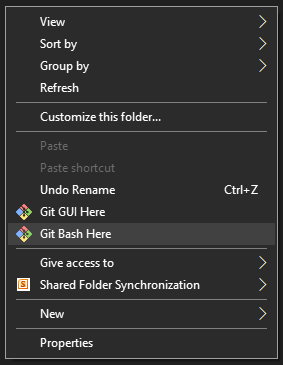 View
Sort by
Group by
Refresh
Customize this folder...
Paste
Paste shortcut
Undo Rename Ctrl+Z
Git GUI Here
Git Bash Here
Give access to
Shared Folder Synchronization
New
Properties